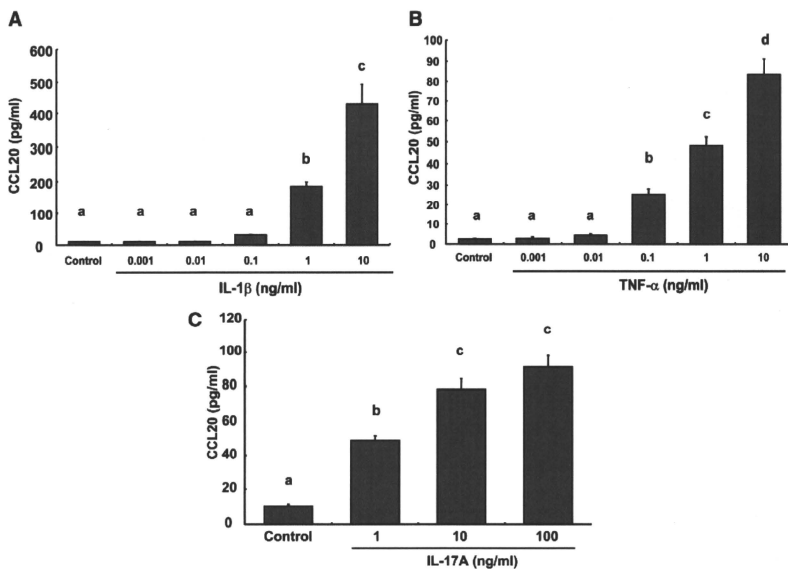 A
CCL20 (pg/ml)
600
500
400
300
200
100
0
a a a a b c
Control 0.001 0.01 0.1 1 10
IL-1β (ng/ml)
B
CCL20 (pg/ml)
100
90
80
70
60
50
40
30
20
10
0
a a a b c d
Control 0.001 0.01 0.1 1 10
TNF-α (ng/ml)
C
CCL20 (pg/ml)
120
100
80
60
40
20
0
a b c c
Control 1 10 100
IL-17A (ng/ml)